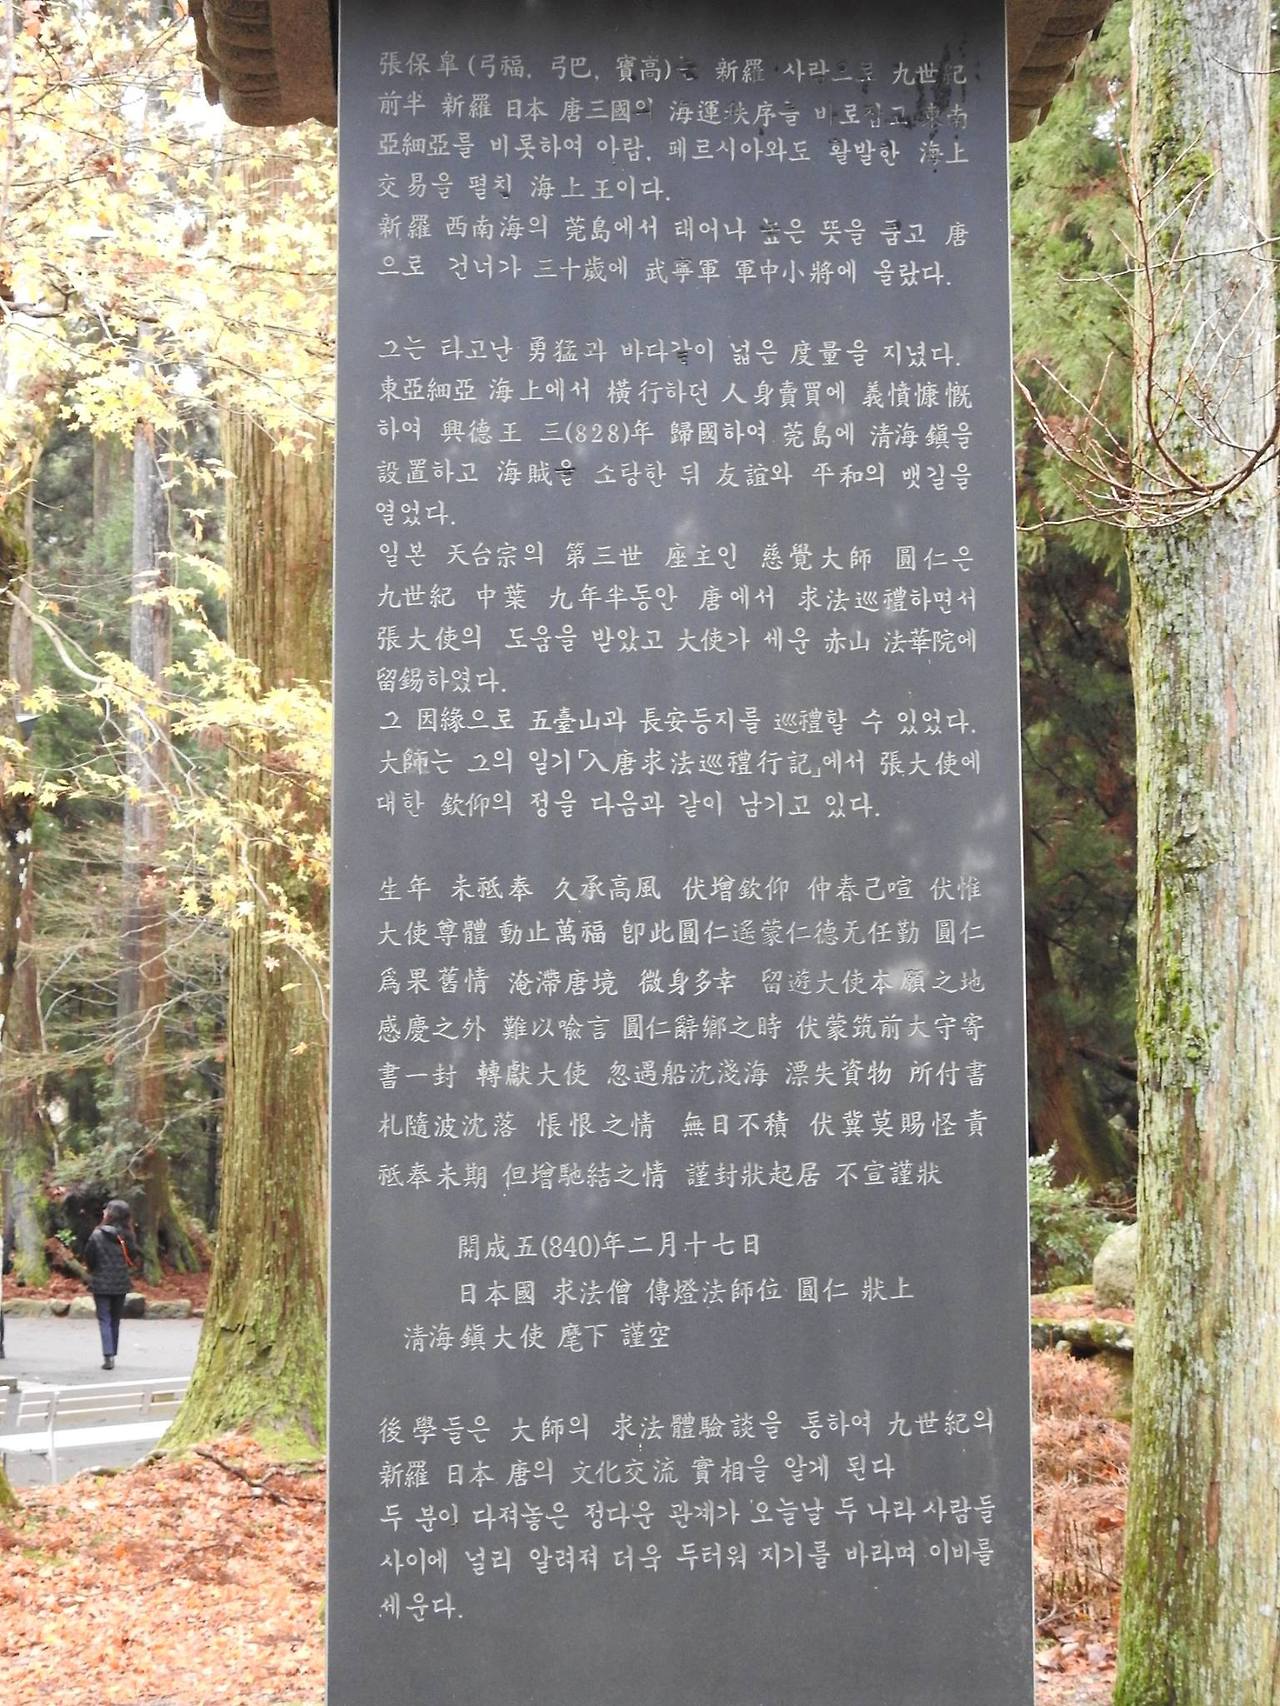 張保皐 (弓福, 弓巴, 寶高)는 新羅 사람으로 九世紀
前半 新羅 日本 唐三國의 海運秩序를 바로잡고 東南
亞細亞를 비롯하여 아랍, 페르시아와도 활발한 海上
交易을 펼친 海上王이다.
新羅 西南海의 莞島에서 태어나 높은 뜻을 품고 唐
으로 건너가 三十歲에 武寧軍 軍中小將에 올랐다.
그는 타고난 勇猛과 바다같이 넓은 度量을 지녔다.
東亞細亞 海上에서 橫行하던 人身賣買에 義憤慷慨
하여 興德王 三(828)年 歸國하여 莞島에 清海鎭을
設置하고 海賊을 소탕한 뒤 友誼와 平和의 뱃길을
열었다.
일본 天台宗의 第三世 座主인 慈覺大師 圓仁은
九世紀 中葉 九年半동안 唐에서 求法巡禮하면서
張大使의 도움을 받았고 大使가 세운 赤山 法華院에
留錫하였다.
그 因緣으로 五臺山과 長安등지를 巡禮할 수 있었다.
大師는 그의 일기「入唐求法巡禮行記」에서 張大使에
대한 欽仰의 정을 다음과 같이 남기고 있다.
生年 未祗奉 久承高風 伏增欽仰 仲春已喧 伏惟
大使尊體 動止萬福 卽此圓仁遙蒙仁德无任勤 圓仁
爲果舊情 淹滯唐境 微身多幸 留遊大使本願之地
感慶之外 難以喩言 圓仁辭鄕之時 伏蒙筑前太守寄
書一封 轉獻大使 忽遇船沈淺海 漂失資物 所付書
札隨波沈落 悵恨之情 無日不積 伏冀莫賜怪責
祗奉未期 但增馳結之情 謹封狀起居 不宣謹狀
開成五(840)年二月十七日
日本國 求法僧 傳燈法師位 圓仁 狀上
清海鎭大使 麾下 謹空
後學들은 大師의 求法體驗談을 통하여 九世紀의
新羅 日本 唐의 文化交流 實相을 알게 된다
두 분이 다져놓은 정다운 관계가 오늘날 두 나라 사람들
사이에 널리 알려져 더욱 두터워 지기를 바라며 이비를
세운다.